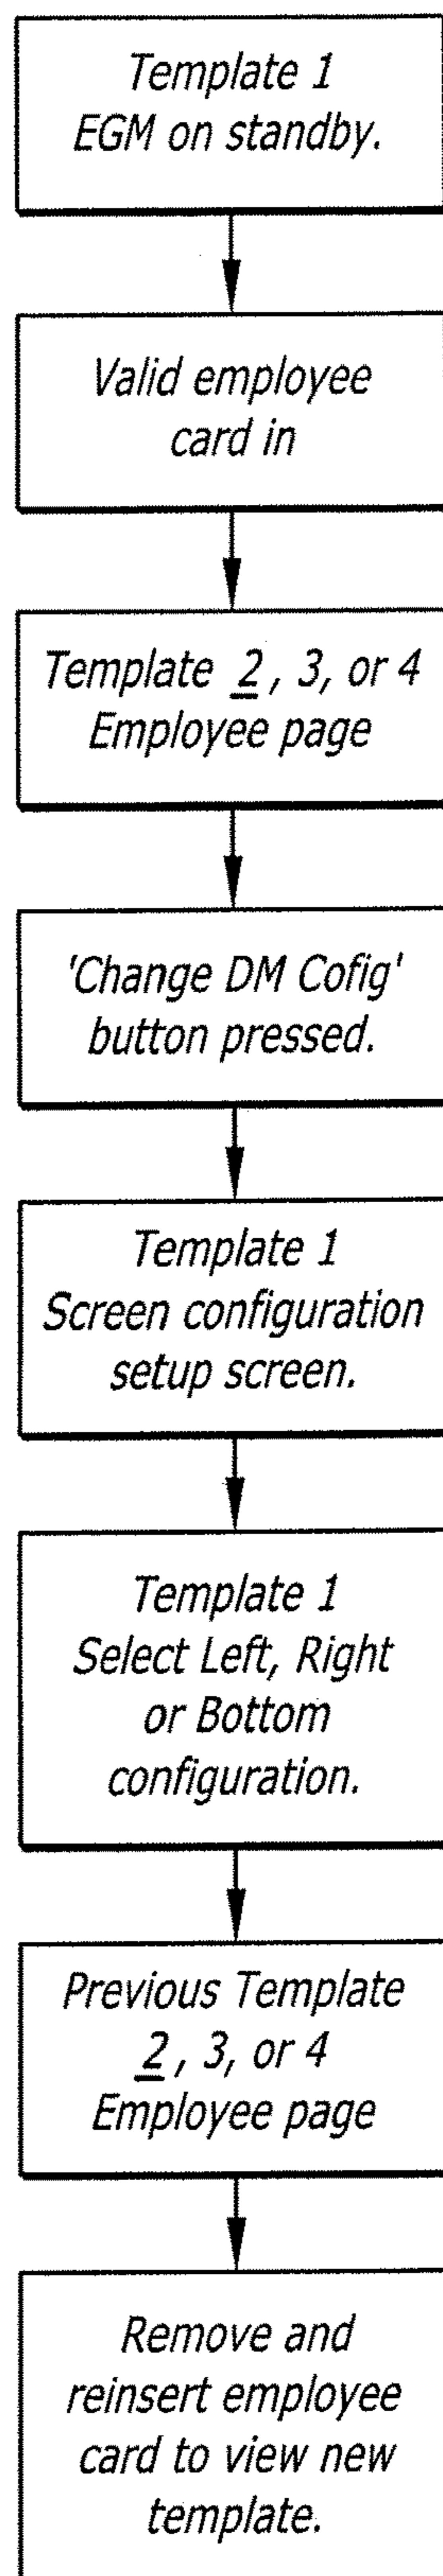 Template 1
EGM on standby.
Valid employee
card in
Template 2, 3, or 4
Employee page
'Change DM Cofig'
button pressed.
Template 1
Screen configuration
setup screen.
Template 1
Select Left, Right
or Bottom
configuration.
Previous Template
2, 3, or 4
Employee page
Remove and
reinsert employee
card to view new
template.